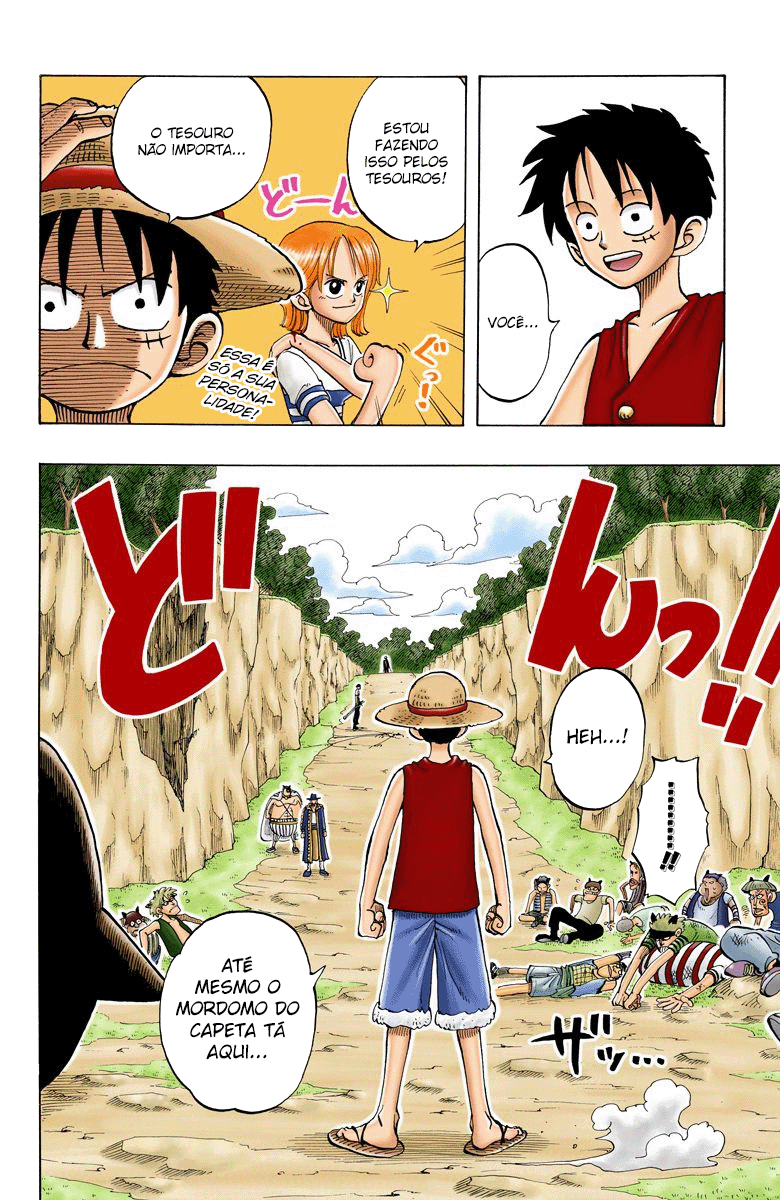 VOCÊ...
ESTOU
FAZENDO
ISSO PELOS
TESOUROS!
どーん
ぐっ!
O TESOURO
NÃO IMPORTA...
ESSA É
SÓ A SUA
PERSONA-
LIDADE!
どんっ!!
HEH...!
..........!!
ATÉ
MESMO O
MORDOMO DO
CAPETA TÁ
AQUI...
ザッ...